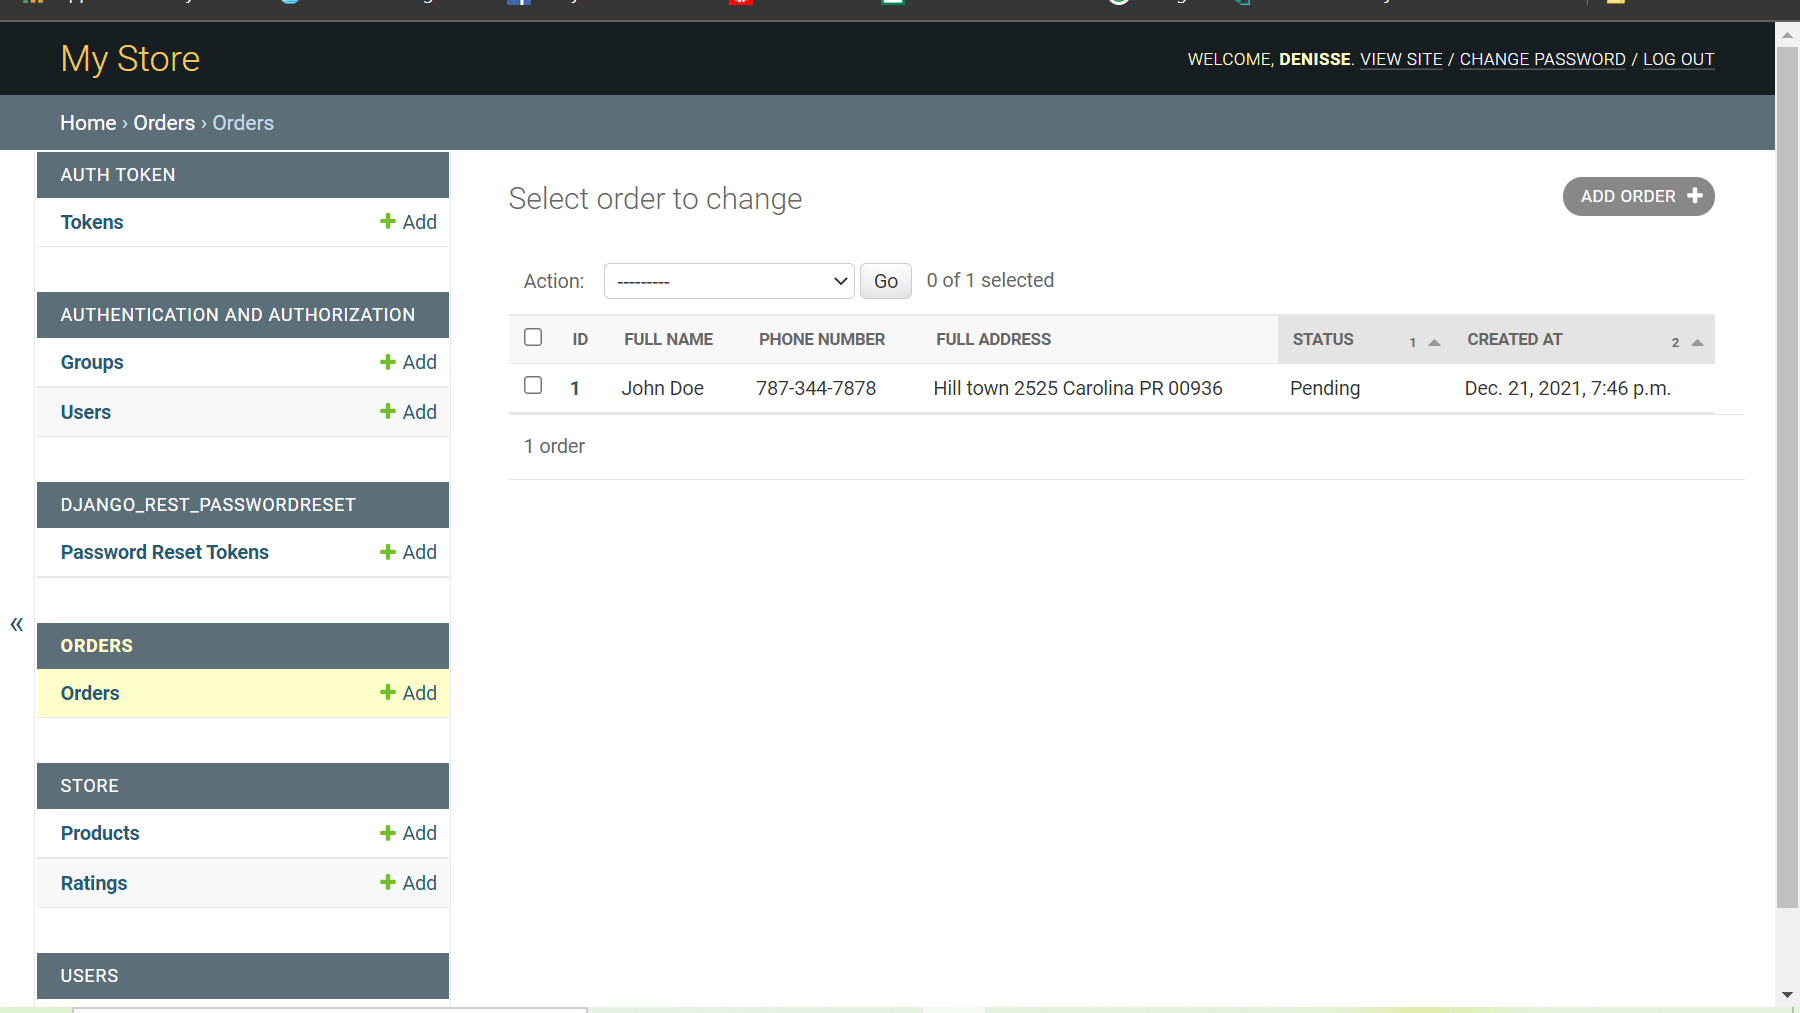 My Store
WELCOME, DENISSE. VIEW SITE / CHANGE PASSWORD / LOG OUT
Home › Orders › Orders
AUTH TOKEN
Tokens + Add
AUTHENTICATION AND AUTHORIZATION
Groups + Add
Users + Add
DJANGO_REST_PASSWORDRESET
Password Reset Tokens + Add
«
ORDERS
Orders + Add
STORE
Products + Add
Ratings + Add
USERS
Select order to change
ADD ORDER +
Action: --------- Go 0 of 1 selected
ID FULL NAME PHONE NUMBER FULL ADDRESS STATUS 1 CREATED AT 2
1 John Doe 787-344-7878 Hill town 2525 Carolina PR 00936 Pending Dec. 21, 2021, 7:46 p.m.
1 order